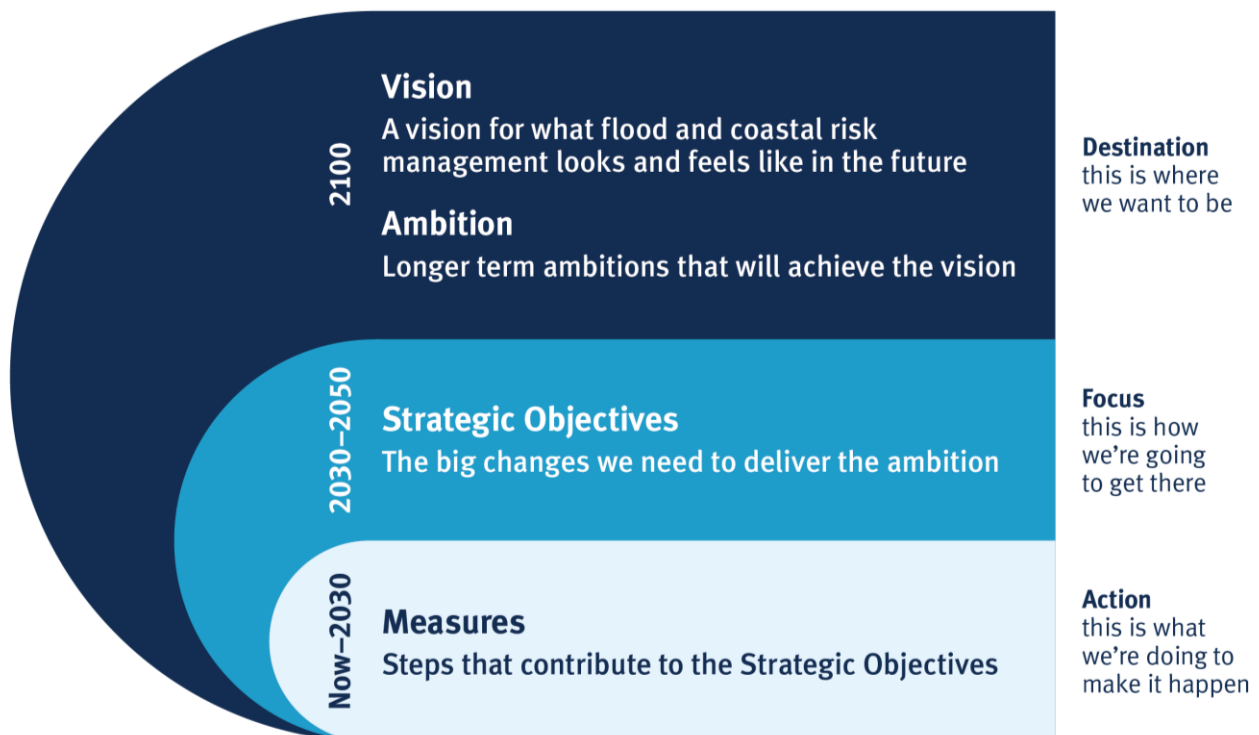 2100
Vision
A vision for what flood and coastal risk
management looks and feels like in the future
Ambition
Longer term ambitions that will achieve the vision
Destination
this is where
we want to be
2030–2050
Strategic Objectives
The big changes we need to deliver the ambition
Focus
this is how
we’re going
to get there
Now–2030
Measures
Steps that contribute to the Strategic Objectives
Action
this is what
we’re doing to
make it happen